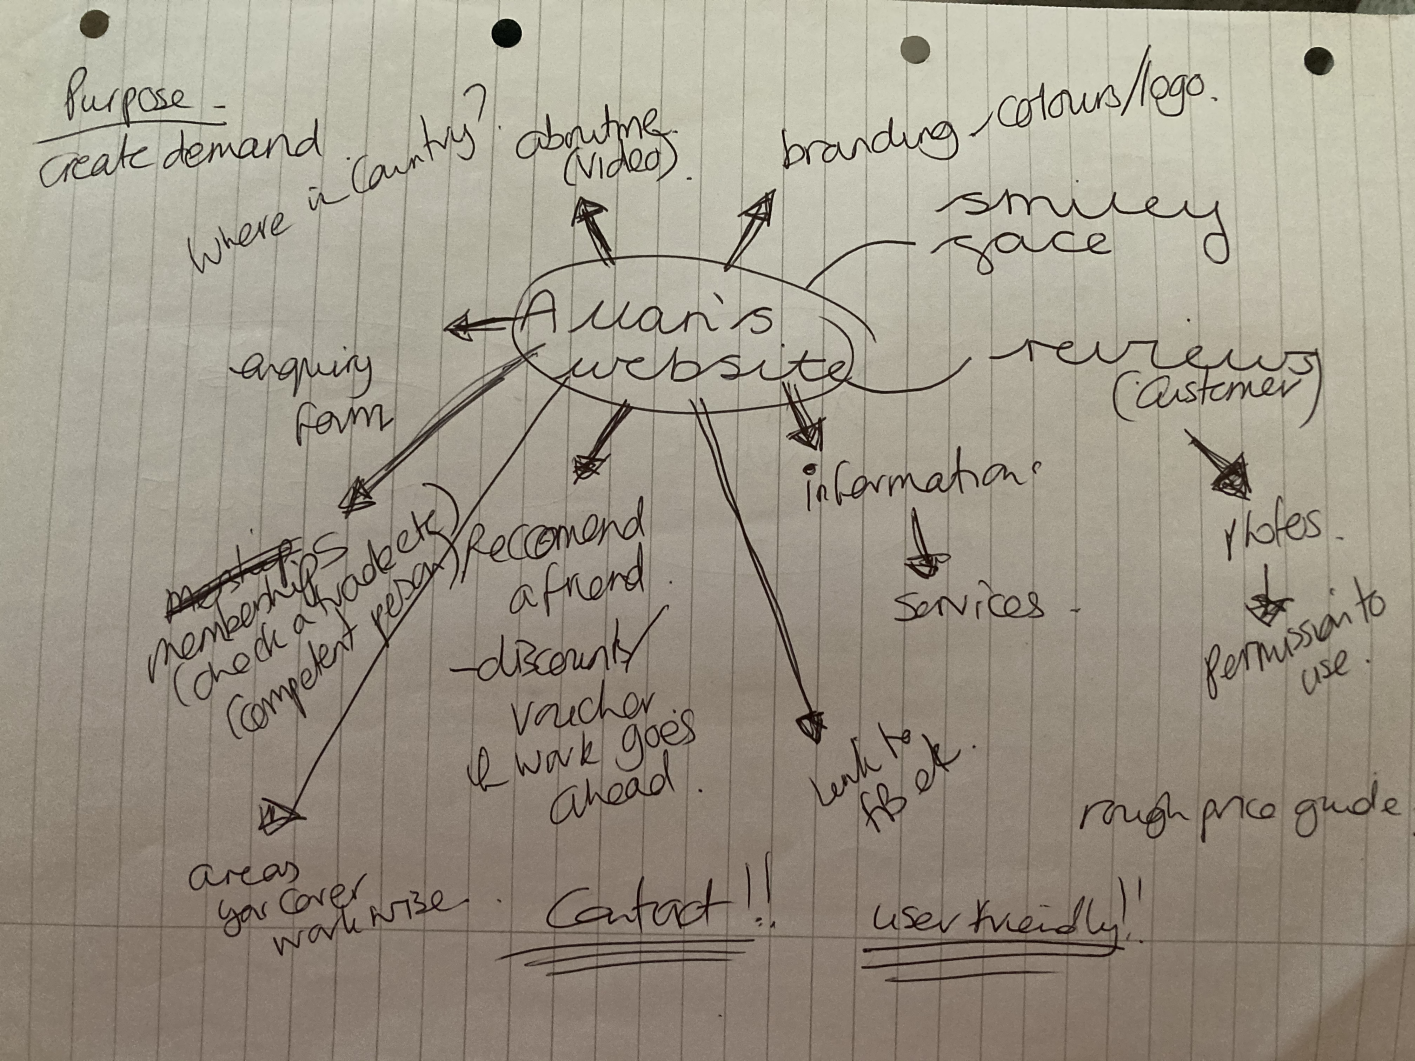 Purpose -
create demand
where in country?
about me
(video).
branding - colours/logo.
smiley
face
Allan's
website
enquiry
form
reviews
(customer)
photos.
permission to
use.
information:
services -
memberships
(check a trade etc)
(competent person)
Reccomend
a friend.
- discounts/
voucher
if work goes
ahead.
Link to
FB etc.
rough price guide
areas
you cover
work wise.
Contact!!
user friendly!!